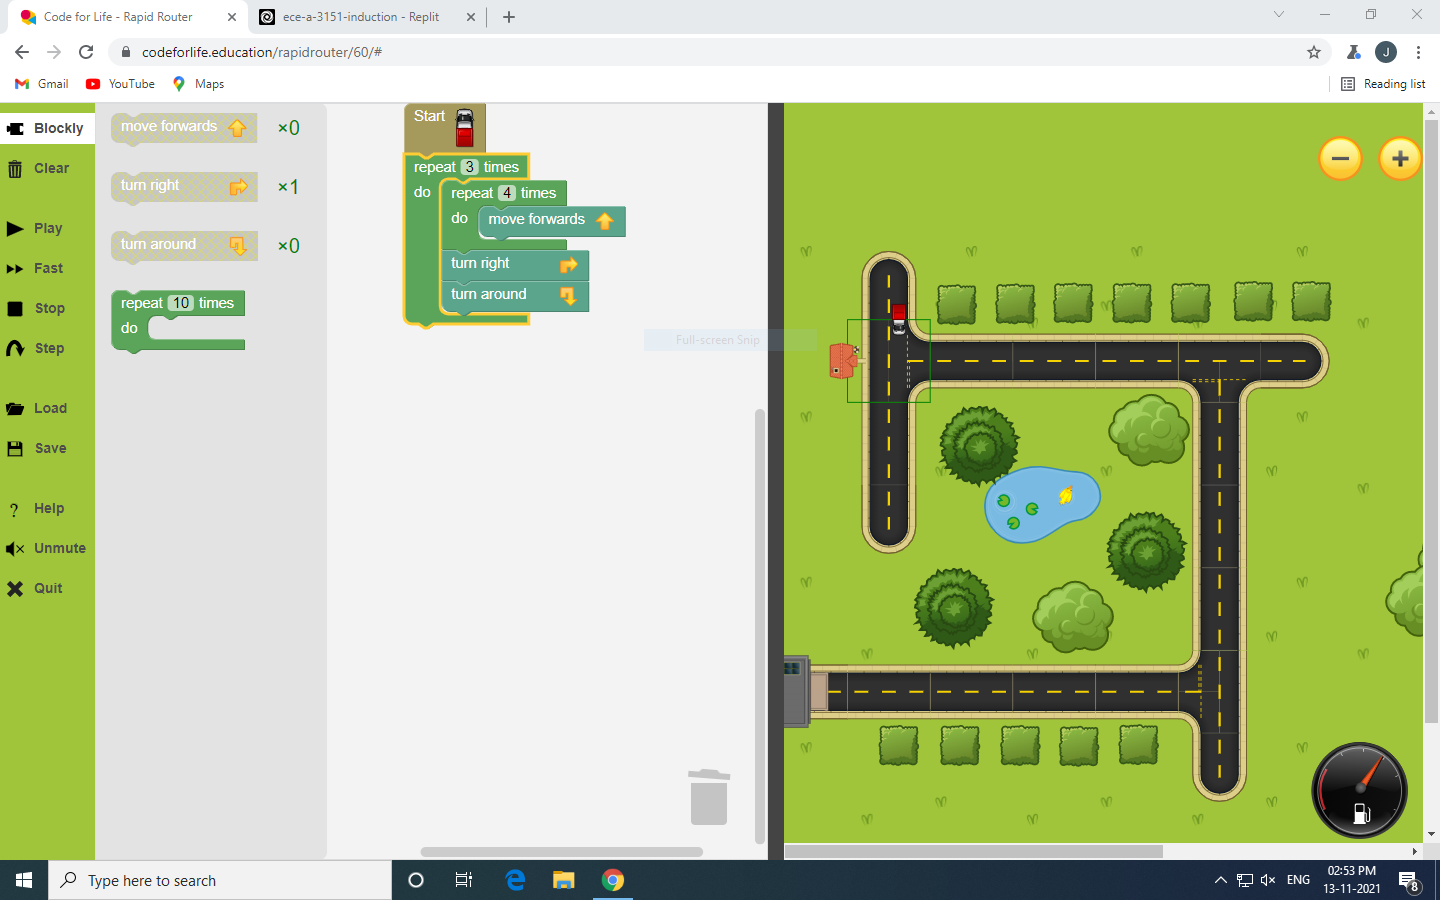 Code for Life - Rapid Router
ece-a-3151-induction - Replit
codeforlife.education/rapidrouter/60/#
J
Gmail
YouTube
Maps
Reading list
Blockly
Clear
Play
Fast
Stop
Step
Load
Save
Help
Unmute
Quit
move forwards ×0
turn right ×1
turn around ×0
repeat 10 times
do
Start
repeat 3 times
do repeat 4 times
do move forwards
turn right
turn around
Full-screen Snip
Type here to search
ENG
02:53 PM
13-11-2021
8